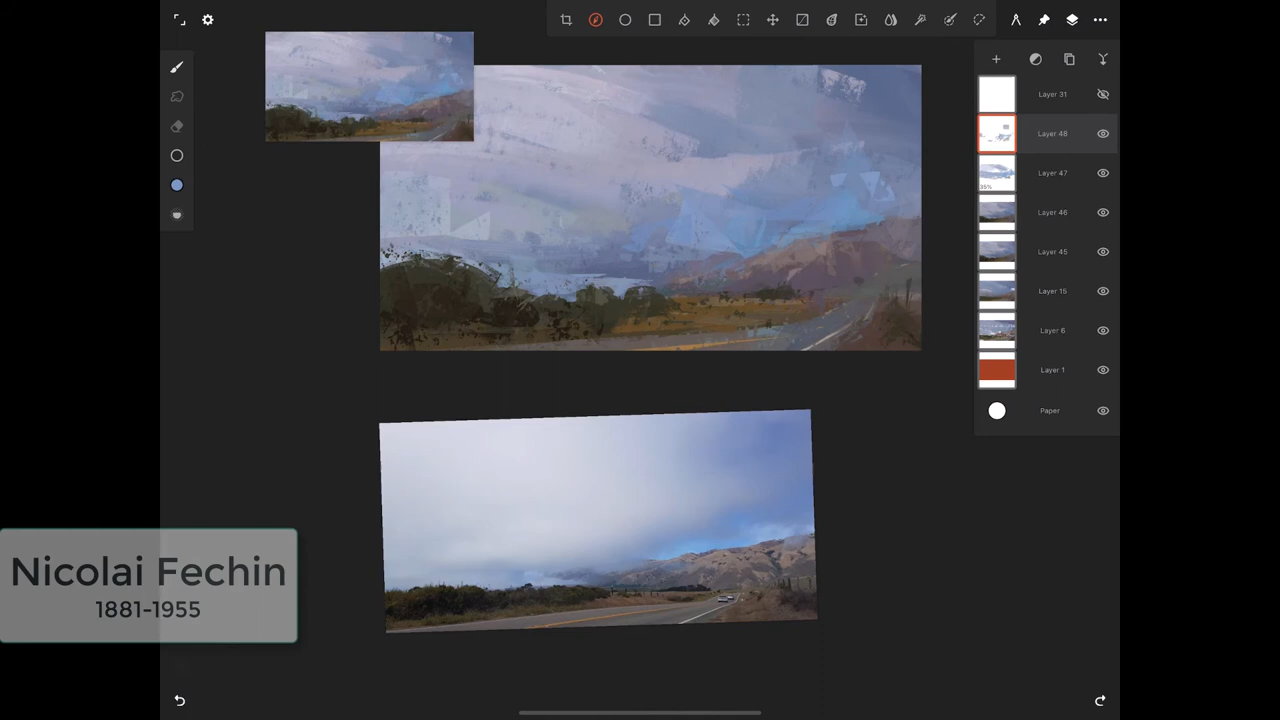 Layer 31
Layer 48
Layer 47
35%
Layer 46
Layer 45
Layer 15
Layer 6
Layer 1
Paper
Nicolai Fechin
1881-1955